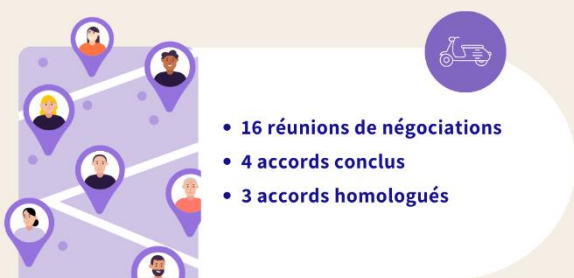 • 16 réunions de négociations
• 4 accords conclus
• 3 accords homologués